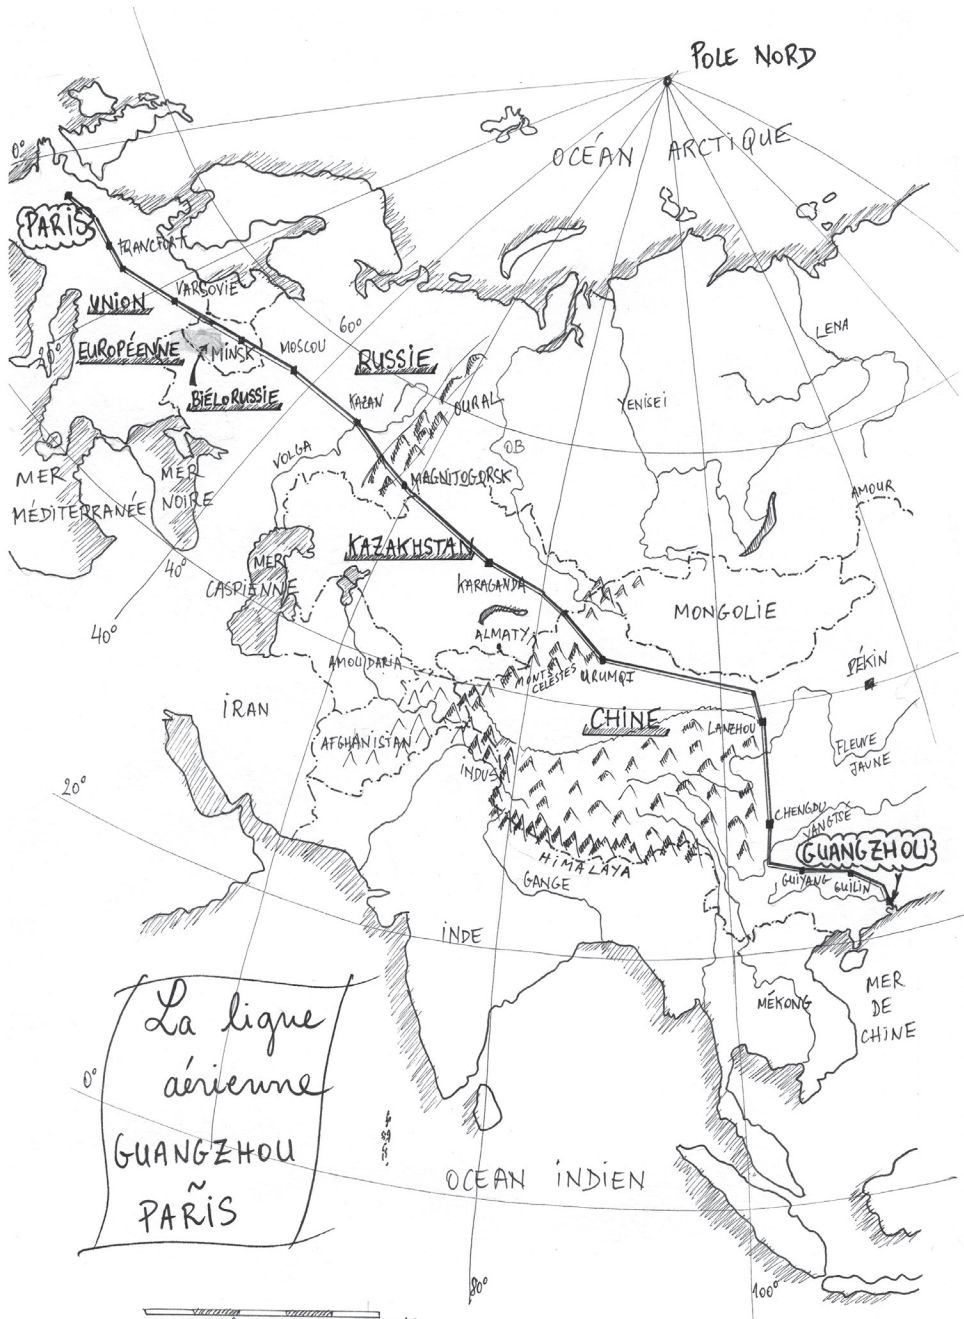 POLE NORD
OCÉAN ARCTIQUE
0°
PARIS
FRANCFORT
VARSOVIE
UNION
EUROPÉENNE
MINSK
BIÉLORUSSIE
MOSCOU
60°
RUSSIE
LENA
KAZAN
OURAL
YENISEI
VOLGA
OB
MAGNITOGORSK
AMOUR
MER
MÉDITERRANÉE
MER
NOIRE
KAZAKHSTAN
MER
CASPIENNE
40°
40°
KARAGANDA
MONGOLIE
ALMATY
AMOU DARIA
MONTS
CELESTES
URUMQI
PÉKIN
IRAN
CHINE
LANZHOU
AFGHANISTAN
INDUS
FLEUVE
JAUNE
20°
CHENGDU
YANGTSE
GUANGZHOU
HIMALAYA
GUIYANG
GUILIN
GANGE
INDE
MÉKONG
MER
DE
CHINE
La ligne
aérienne
GUANGZHOU
~
PARIS
0°
OCEAN INDIEN
80°
100°